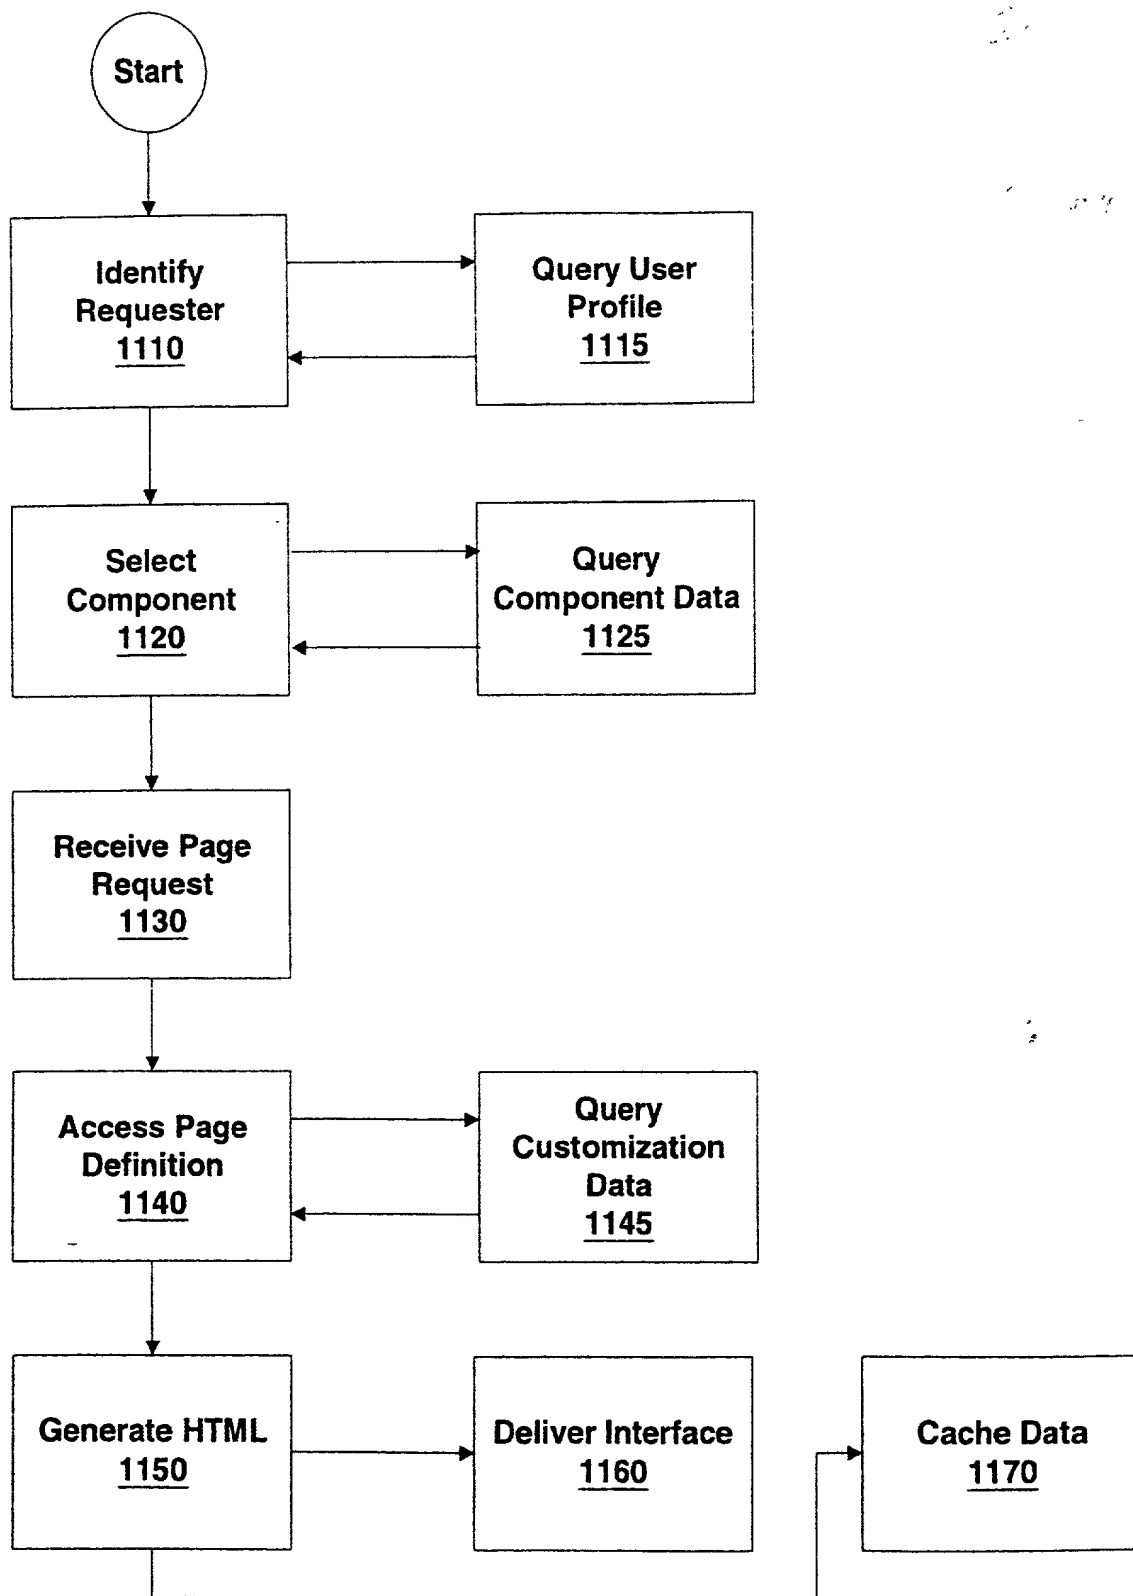 Start
Identify
Requester
1110
Query User
Profile
1115
Select
Component
1120
Query
Component Data
1125
Receive Page
Request
1130
Access Page
Definition
1140
Query
Customization
Data
1145
Generate HTML
1150
Deliver Interface
1160
Cache Data
1170